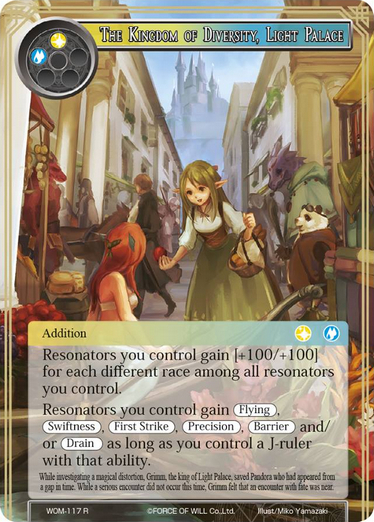 The Kingdom of Diversity, Light Palace
Addition
Resonators you control gain [+100/+100]
for each different race among all resonators
you control.
Resonators you control gain Flying,
Swiftness, First Strike, Precision, Barrier and/
or Drain as long as you control a J-ruler
with that ability.
While investigating a magical distortion, Grimm, the king of Light Palace, saved Pandora who had appeared from
a gap in time. While a serious encounter did not occur this time, Grimm felt that an encounter with fate was near.
WOM-117 R ©FORCE OF WILL Co.,Ltd. Illust/Miko Yamazaki